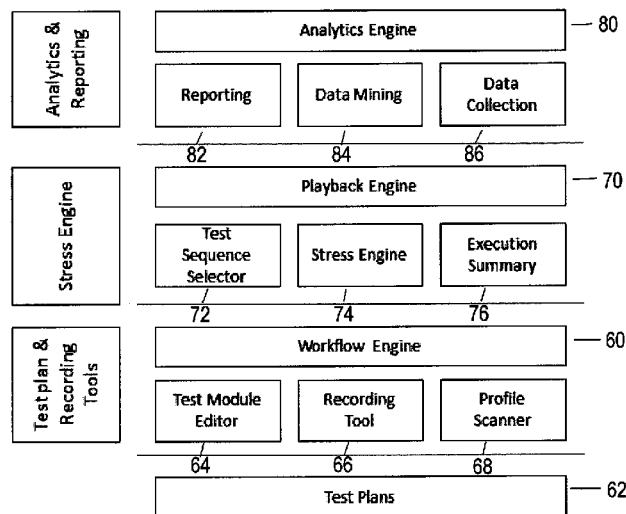 Analytics &
Reporting
Analytics Engine
80
Reporting
Data Mining
Data
Collection
82
84
86
Stress Engine
Playback Engine
70
Test
Sequence
Selector
Stress Engine
Execution
Summary
72
74
76
Test plan &
Recording
Tools
Workflow Engine
60
Test Module
Editor
Recording
Tool
Profile
Scanner
64
66
68
Test Plans
62